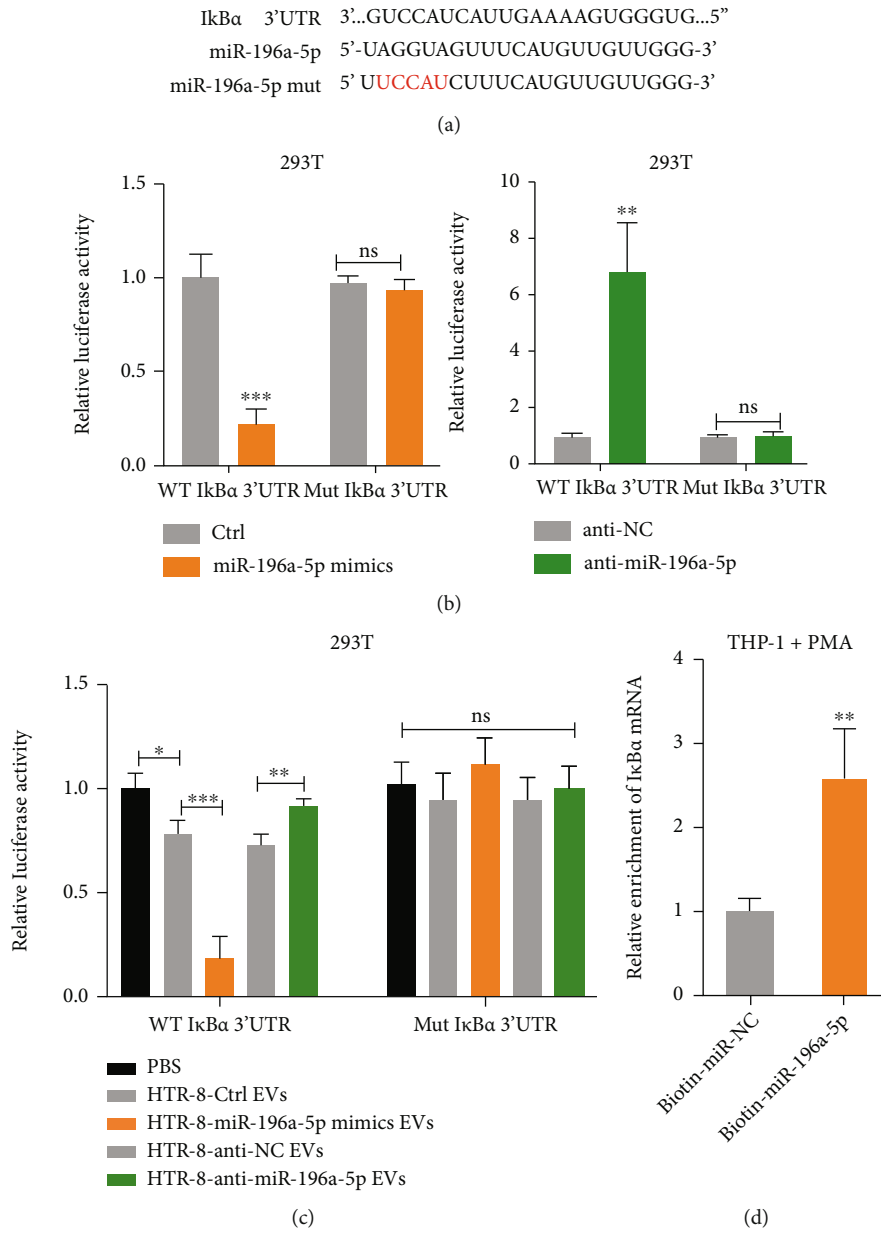 IkBα 3'UTR 3'...GUCCAUCAUUGAAAAGUGGGUG...5"
miR-196a-5p 5'-UAGGUAGUUUCAUGUUGUUGGG-3'
miR-196a-5p mut 5' UUCCAUCUUUCAUGUUGUUGGG-3'
(a)
293T
Relative luciferase activity
1.5
1.0
0.5
0.0
***
ns
WT IkBα 3'UTR Mut IkBα 3'UTR
Ctrl
miR-196a-5p mimics
293T
Relative luciferase activity
10
8
6
4
2
0
**
ns
WT IkBα 3'UTR Mut IkBα 3'UTR
anti-NC
anti-miR-196a-5p
(b)
293T
Relative luciferase activity
1.5
1.0
0.5
0.0
*
***
**
ns
WT IκBα 3'UTR Mut IκBα 3'UTR
PBS
HTR-8-Ctrl EVs
HTR-8-miR-196a-5p mimics EVs
HTR-8-anti-NC EVs
HTR-8-anti-miR-196a-5p EVs
(c)
THP-1 + PMA
Relative enrichment of IκBα mRNA
4
3
2
1
0
**
Biotin-miR-NC
Biotin-miR-196a-5p
(d)